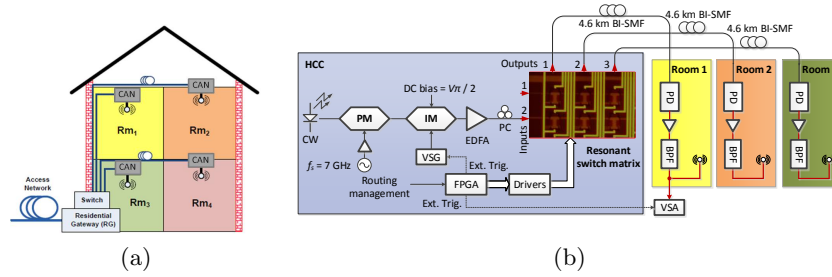 CAN
CAN
Rm1
Rm2
CAN
CAN
Access
Network
Rm3
Rm4
Switch
Residential
Gateway (RG)
(a)
4.6 km BI-SMF
4.6 km BI-SMF
4.6 km BI-SMF
HCC
Outputs 1 2 3
DC bias = Vπ / 2
Room 1
Room 2
Room
1
2
Inputs
CW
PM
IM
EDFA
PC
PD
PD
PD
fs = 7 GHz
VSG
Ext. Trig.
Resonant
switch matrix
BPF
BPF
BPF
Routing
management
FPGA
Drivers
Ext. Trig.
VSA
(b)